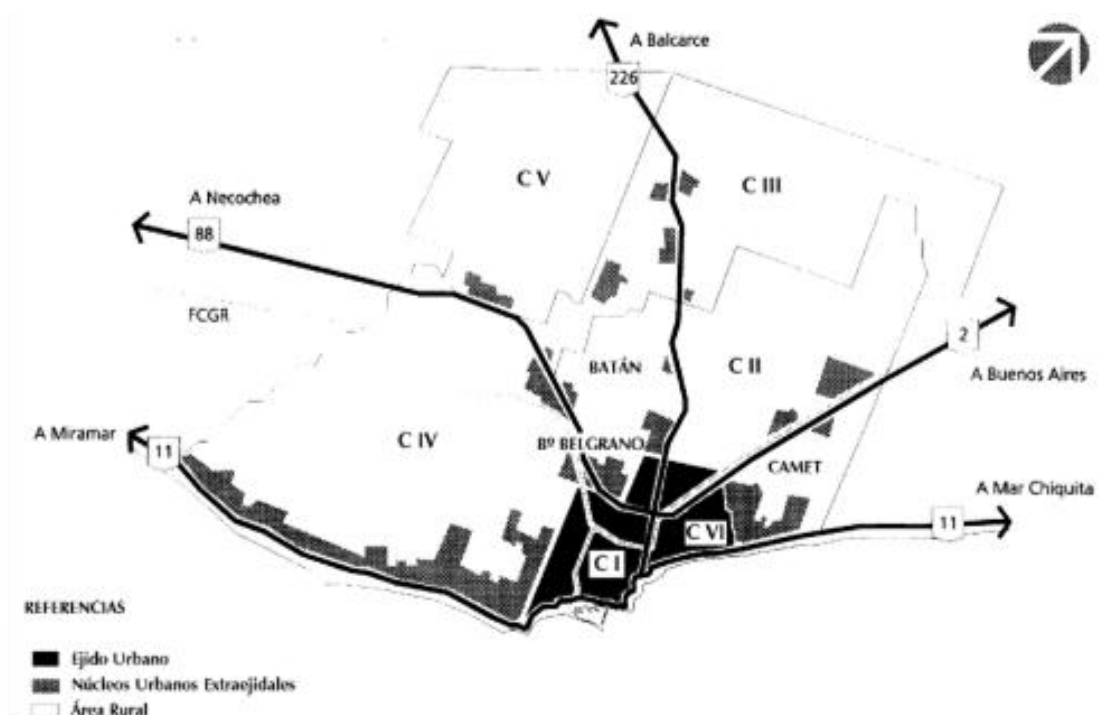 A Balcarce
226
C V
C III
A Necochea
88
FCGR
2
BATÁN
C II
A Buenos Aires
A Miramar
11
C IV
Bº BELGRANO
CAMET
A Mar Chiquita
11
C VI
C I
REFERENCIAS
Ejido Urbano
Núcleos Urbanos Extraejidales
Área Rural